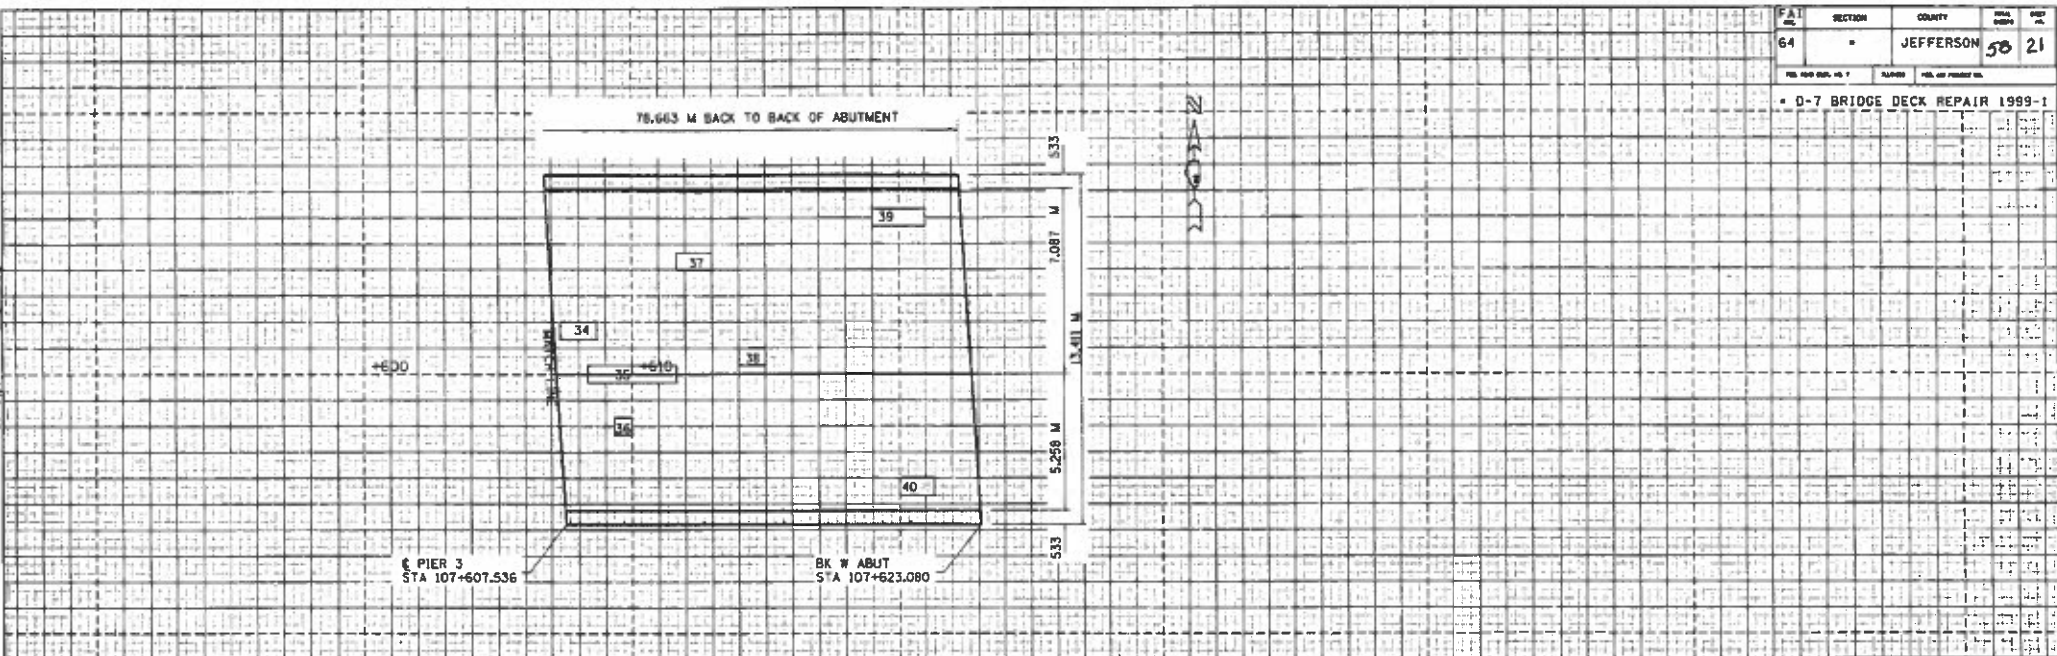 FAI
SECTION
COUNTY
64
•
JEFFERSON
58
21
• D-7 BRIDGE DECK REPAIR 1999-1
78.663 M BACK TO BACK OF ABUTMENT
533
39
7.087 M
37
34
13.411 M
38
+600
35
+610
36
5.258 M
40
533
℄ PIER 3
STA 107+607.536
BK W ABUT
STA 107+623.080